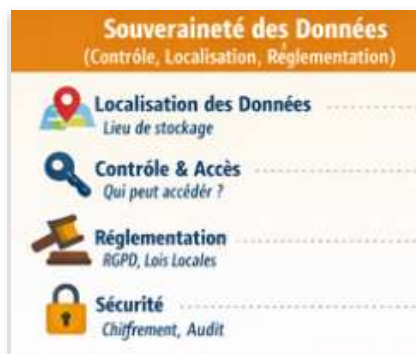 Souveraineté des Données
(Contrôle, Localisation, Réglementation)
Localisation des Données
Lieu de stockage
Contrôle & Accès
Qui peut accédér ?
Réglementation
RGPD, Lois Locales
Sécurité
Chiffrement, Audit